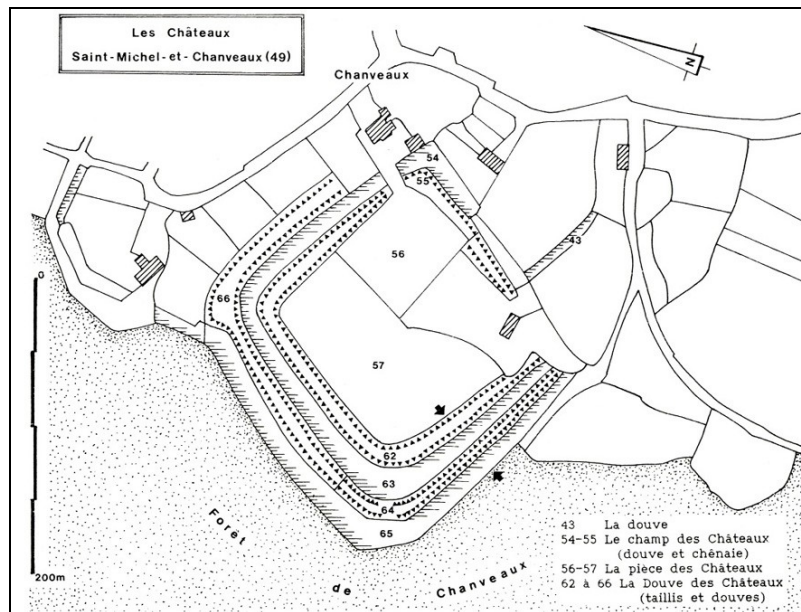 Les Châteaux
Saint-Michel-et-Chanveaux (49)
N
Chanveaux
54
55
43
56
66
0
57
62
63
64
65
Forêt
de
Chanveaux
200m
43 La douve
54-55 Le champ des Châteaux
(douve et chênaie)
56-57 La pièce des Châteaux
62 à 66 La Douve des Châteaux
(taillis et douves)